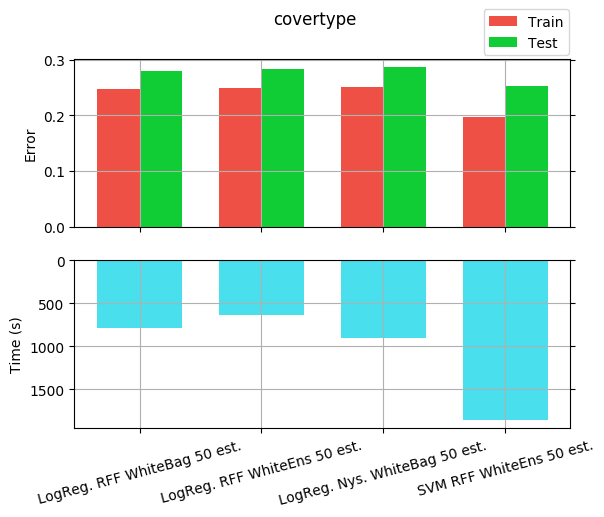 covertype
Train
Test
0.3
0.2
0.1
0.0
Error
0
500
1000
1500
Time (s)
LogReg. RFF WhiteBag 50 est.
LogReg. RFF WhiteEns 50 est.
LogReg. Nys. WhiteBag 50 est.
SVM RFF WhiteEns 50 est.